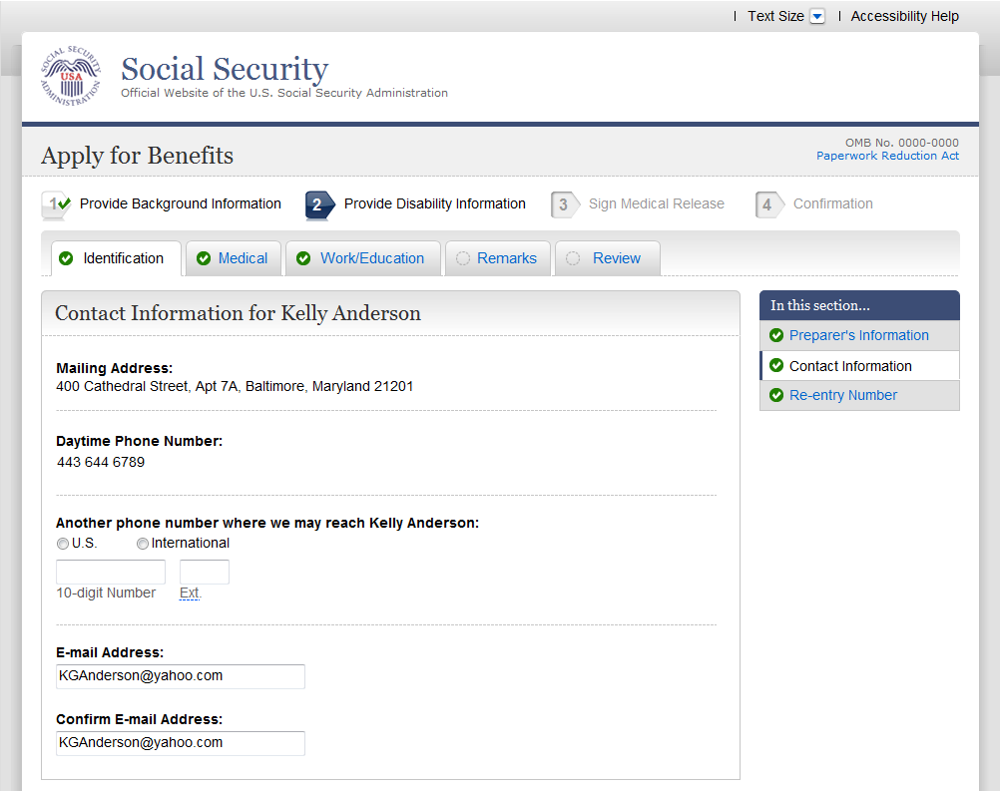 Text Size
Accessibility Help
SOCIAL SECURITY ADMINISTRATION
USA
Social Security
Official Website of the U.S. Social Security Administration
Apply for Benefits
OMB No. 0000-0000
Paperwork Reduction Act
1 Provide Background Information
2 Provide Disability Information
3 Sign Medical Release
4 Confirmation
Identification
Medical
Work/Education
Remarks
Review
Contact Information for Kelly Anderson
Mailing Address:
400 Cathedral Street, Apt 7A, Baltimore, Maryland 21201
Daytime Phone Number:
443 644 6789
Another phone number where we may reach Kelly Anderson:
U.S. International
10-digit Number Ext.
E-mail Address:
KGAnderson@yahoo.com
Confirm E-mail Address:
KGAnderson@yahoo.com
In this section...
Preparer's Information
Contact Information
Re-entry Number